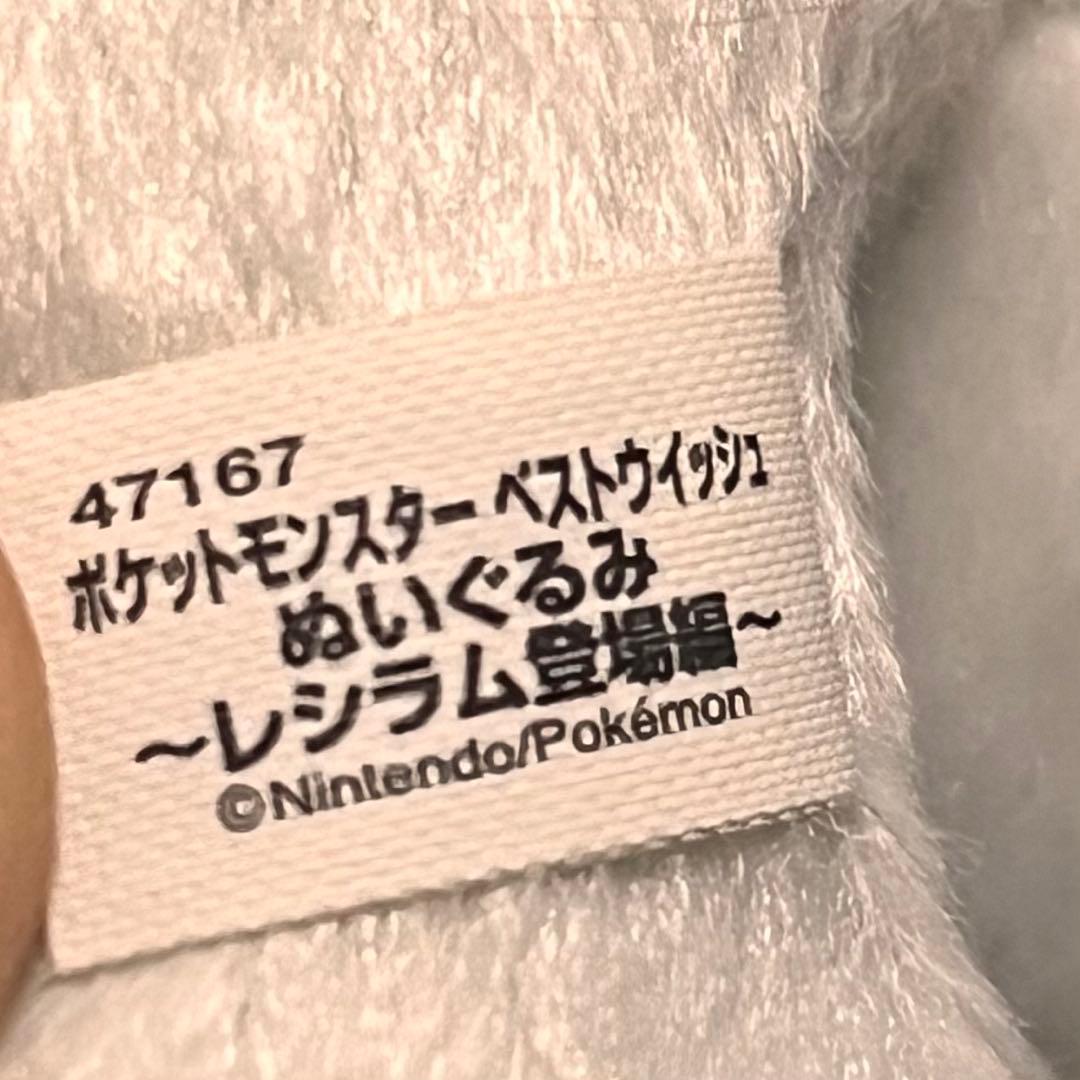 47167
ポケットモンスター ベストウイッシュ
ぬいぐるみ
～レシラム登場編～
©Nintendo/Pokémon